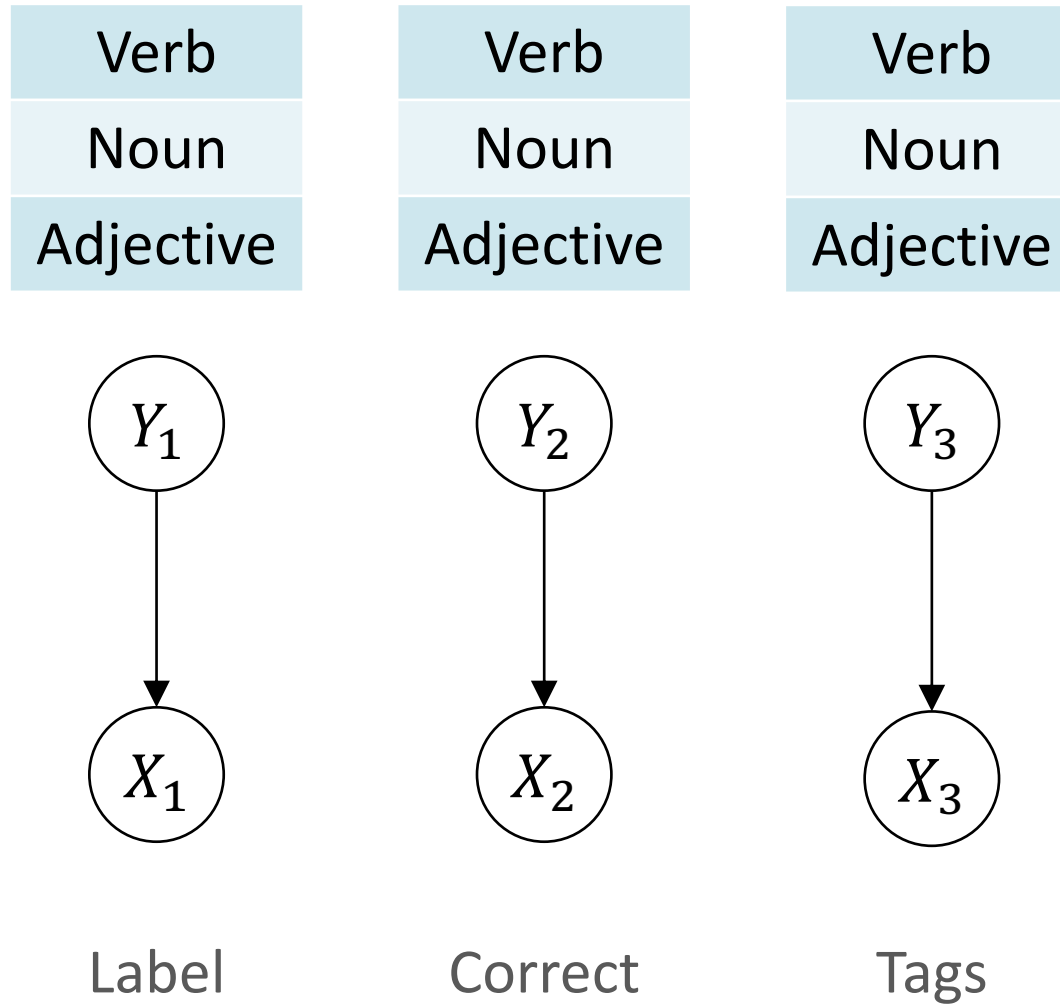 Verb Verb Verb
Noun Noun Noun
Adjective Adjective Adjective
Y₁ Y₂ Y₃
X₁ X₂ X₃
Label Correct Tags